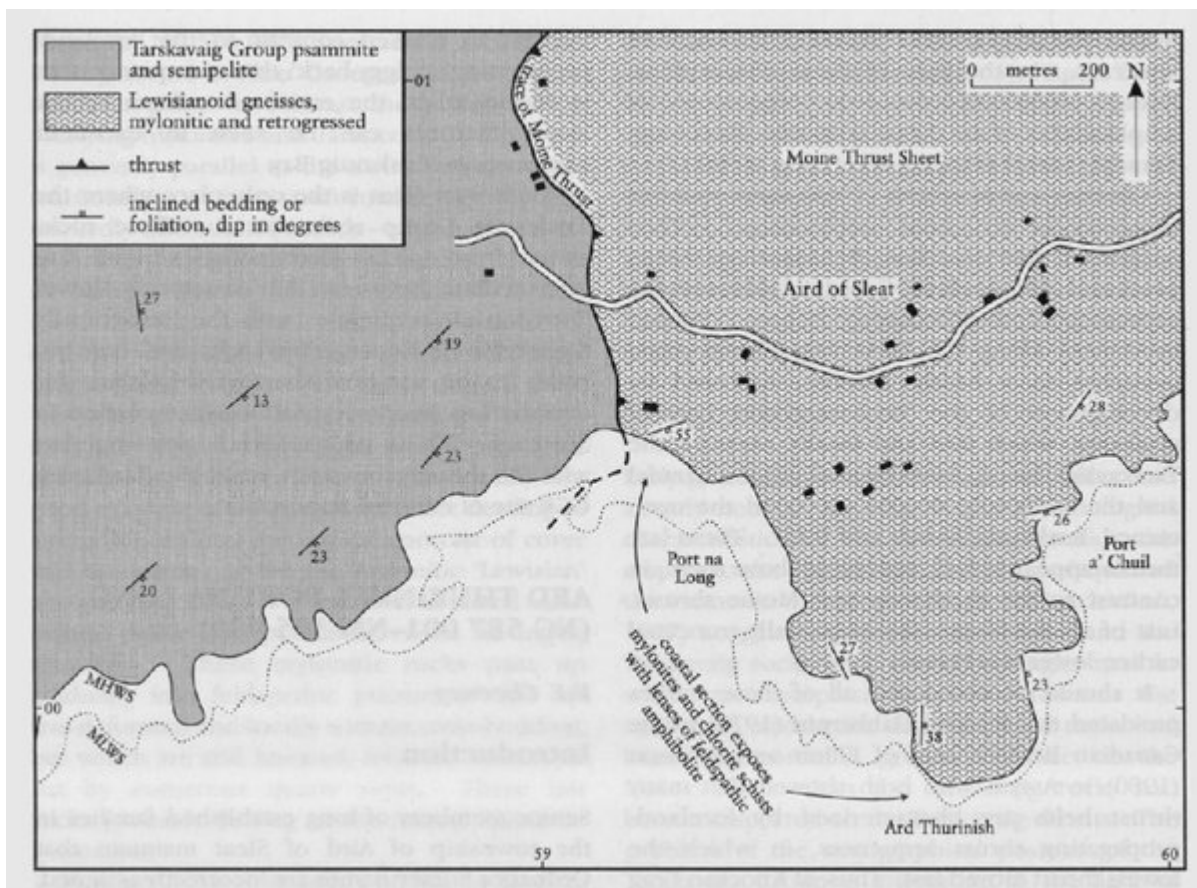 Tarskavaig Group psammite
and semipelite
Lewisianoid gneisses,
mylonitic and retrogressed
thrust
inclined bedding or
foliation, dip in degrees
01
trace of Moine Thrust
0 metres 200
N
Moine Thrust Sheet
Aird of Sleat
27
19
13
23
55
28
23
20
26
Port
a' Chuil
Port na
Long
27
23
38
coastal section exposes
mylonitic and chloritic schists
with lenses of feldspathic
amphibolite
MHWS
MLWS
00
Ard Thurinish
59
60